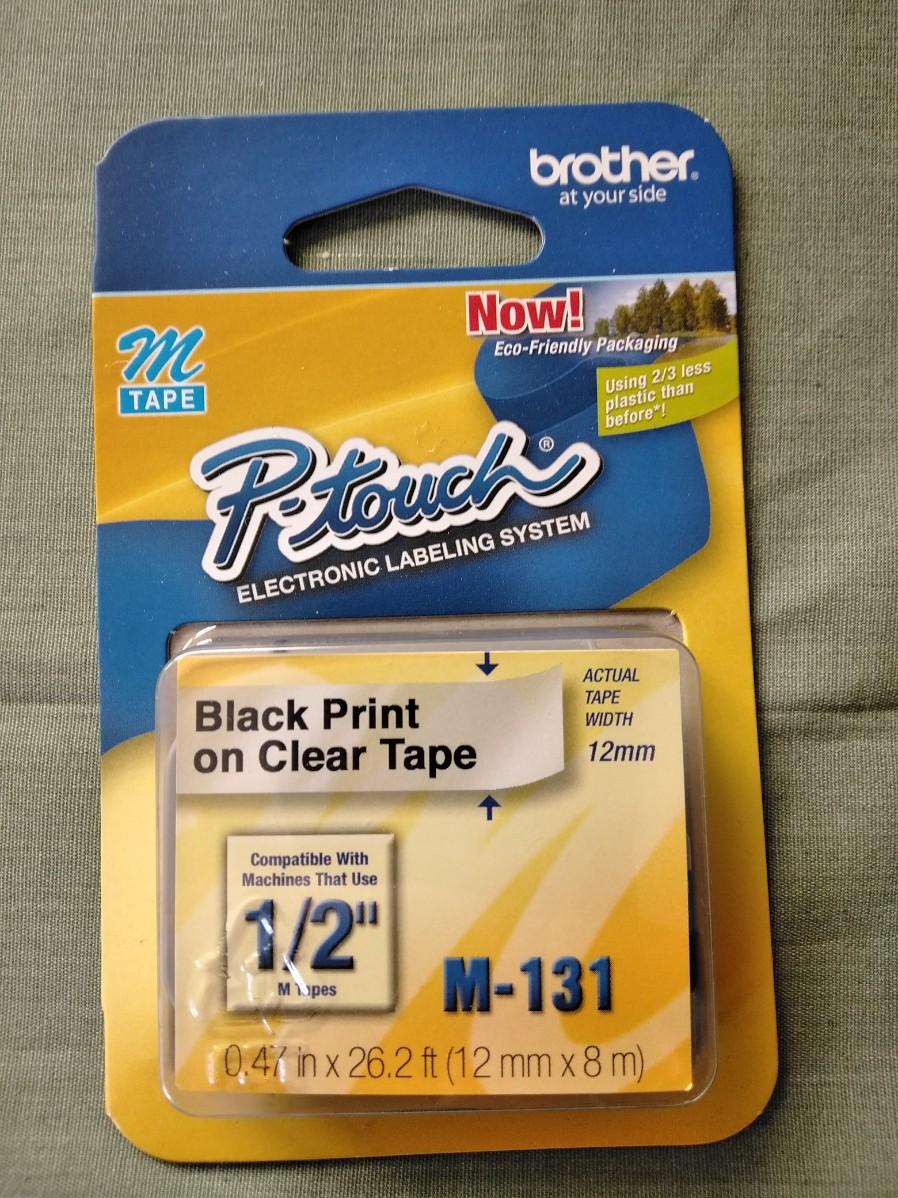 brother®
at your side
Now!
Eco-Friendly Packaging
Using 2/3 less
plastic than
before*!
M
TAPE
P-touch®
ELECTRONIC LABELING SYSTEM
Black Print
on Clear Tape
ACTUAL
TAPE
WIDTH
12mm
Compatible With
Machines That Use
1/2"
M Tapes
M-131
0.47 in x 26.2 ft (12 mm x 8 m)